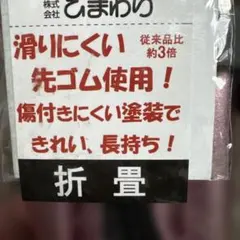 株式会社 ひまわり
滑りにくい 従来品比約3倍
先ゴム使用！
傷付きにくい塗装で
きれい、長持ち！
折畳